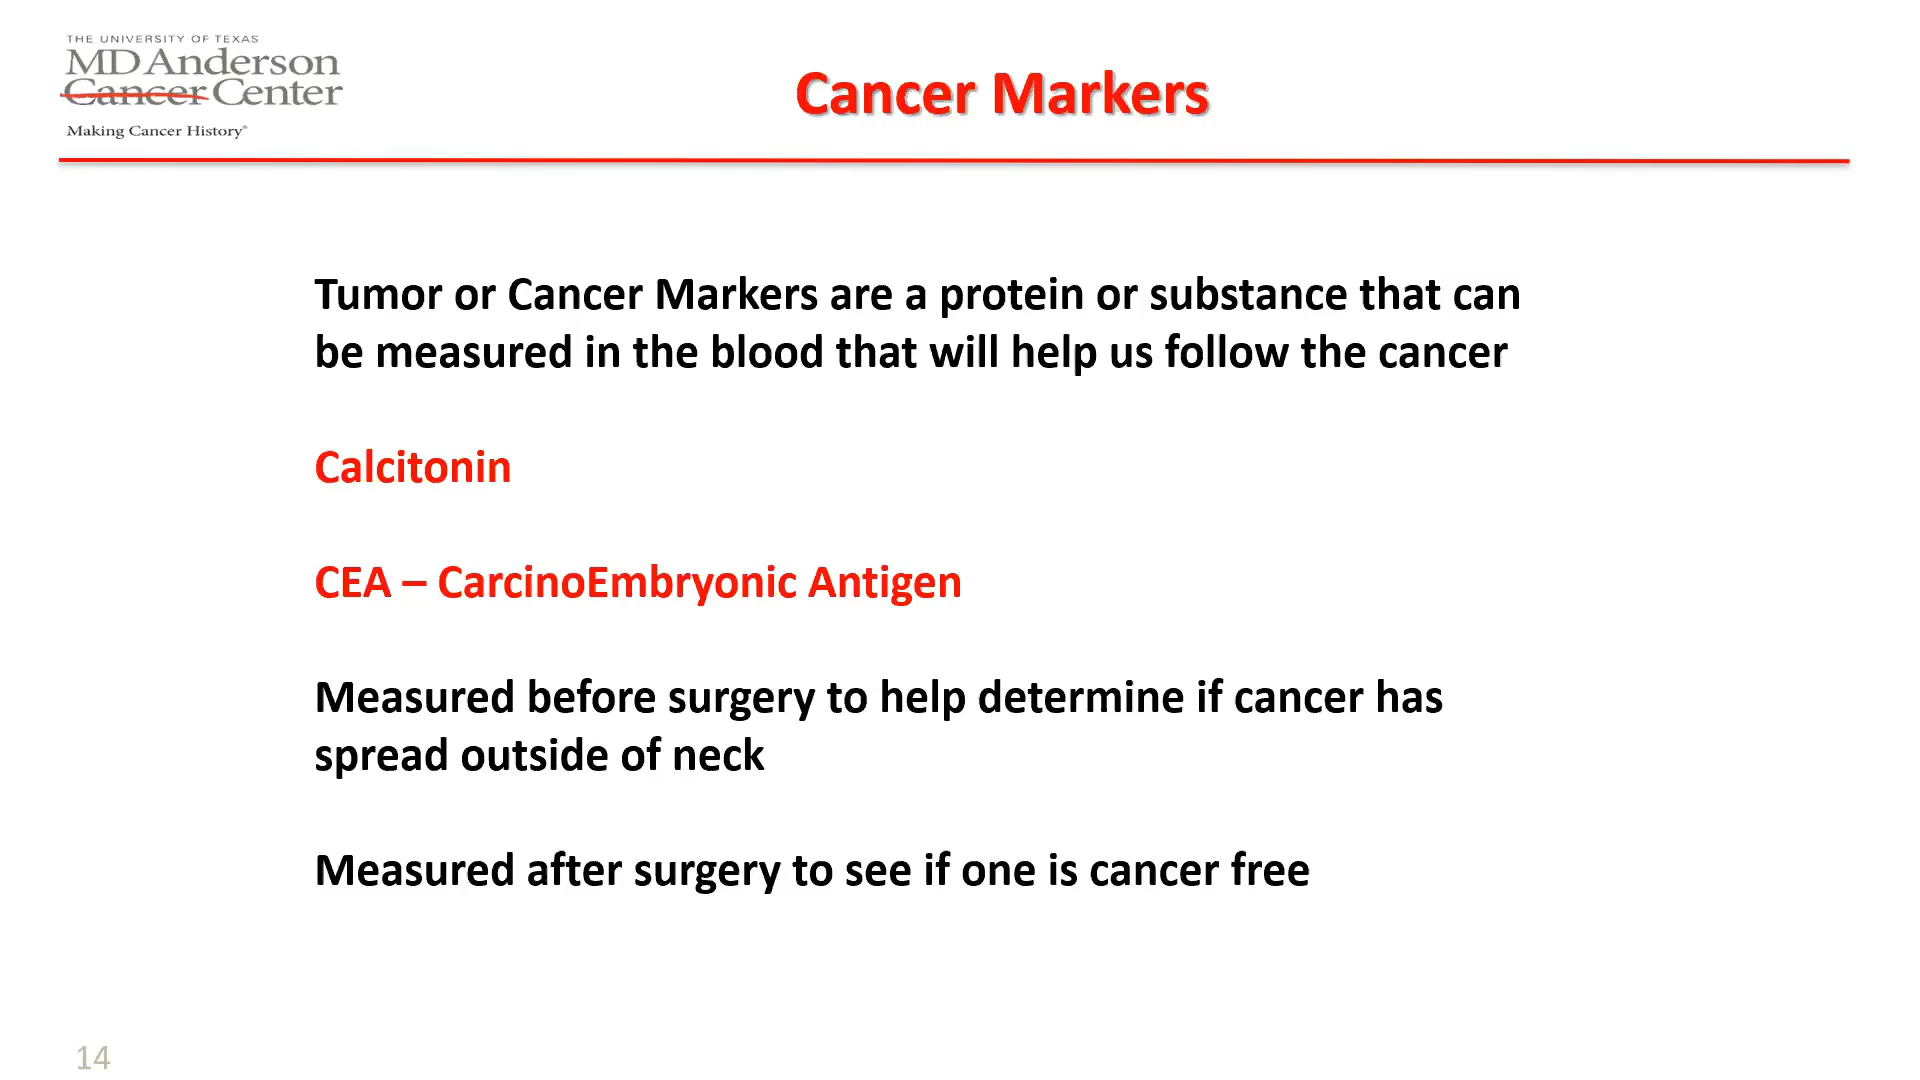 THE UNIVERSITY OF TEXAS
MD Anderson
Cancer Center
Making Cancer History®
Cancer Markers
Tumor or Cancer Markers are a protein or substance that can
be measured in the blood that will help us follow the cancer
Calcitonin
CEA – CarcinoEmbryonic Antigen
Measured before surgery to help determine if cancer has
spread outside of neck
Measured after surgery to see if one is cancer free
14